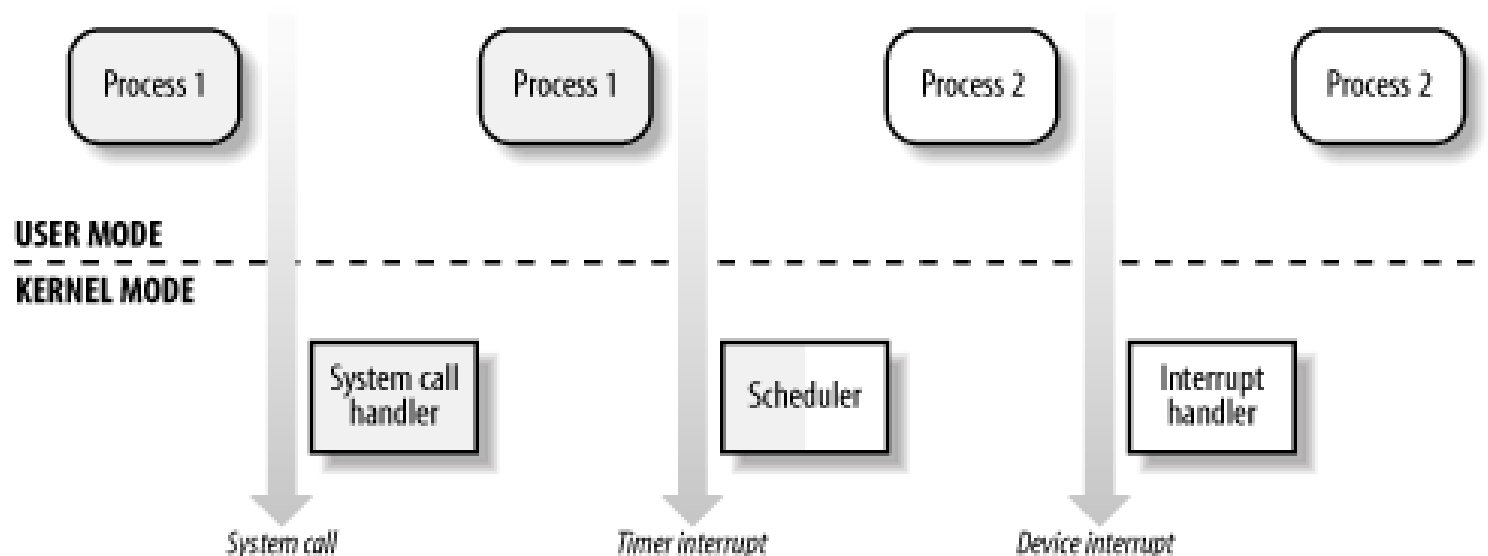 Process 1
Process 1
Process 2
Process 2
USER MODE
KERNEL MODE
System call
handler
Scheduler
Interrupt
handler
System call
Timer interrupt
Device interrupt